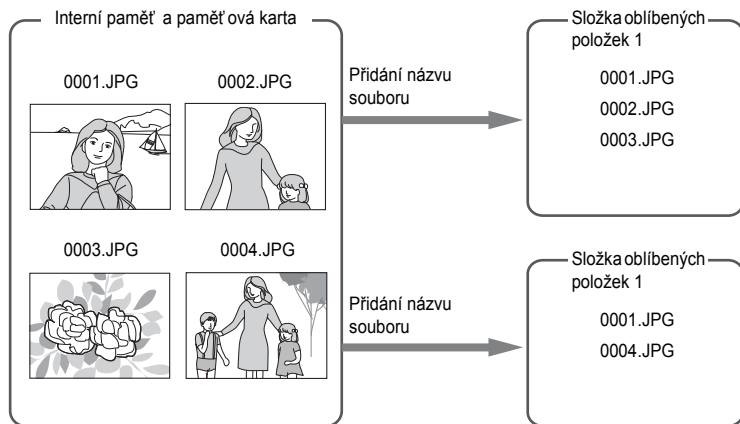 Interní paměť a paměťová karta
0001.JPG
0002.JPG
0003.JPG
0004.JPG
Přidání názvu
souboru
Složka oblíbených
položek 1
0001.JPG
0002.JPG
0003.JPG
Přidání názvu
souboru
Složka oblíbených
položek 1
0001.JPG
0004.JPG